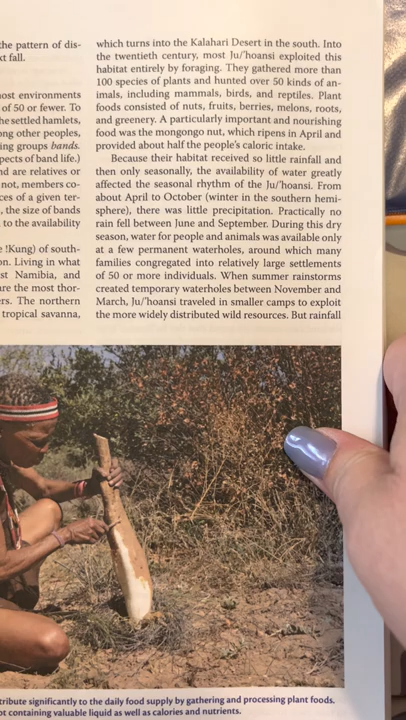 the pattern of dis-
xt fall.
ost environments
of 50 or fewer. To
he settled hamlets,
ong other peoples,
ing groups bands.
pects of band life.)
nd are relatives or
not, members co-
ces of a given ter-
, the size of bands
to the availability
e !Kung) of south-
on. Living in what
st Namibia, and
are the most thor-
ers. The northern
tropical savanna,
which turns into the Kalahari Desert in the south. Into
the twentieth century, most Ju/'hoansi exploited this
habitat entirely by foraging. They gathered more than
100 species of plants and hunted over 50 kinds of an-
imals, including mammals, birds, and reptiles. Plant
foods consisted of nuts, fruits, berries, melons, roots,
and greenery. A particularly important and nourishing
food was the mongongo nut, which ripens in April and
provided about half the people's caloric intake.
Because their habitat received so little rainfall and
then only seasonally, the availability of water greatly
affected the seasonal rhythm of the Ju/'hoansi. From
about April to October (winter in the southern hemi-
sphere), there was little precipitation. Practically no
rain fell between June and September. During this dry
season, water for people and animals was available only
at a few permanent waterholes, around which many
families congregated into relatively large settlements
of 50 or more individuals. When summer rainstorms
created temporary waterholes between November and
March, Ju/'hoansi traveled in smaller camps to exploit
the more widely distributed wild resources. But rainfall
tribute significantly to the daily food supply by gathering and processing plant foods.
ot containing valuable liquid as well as calories and nutrients.